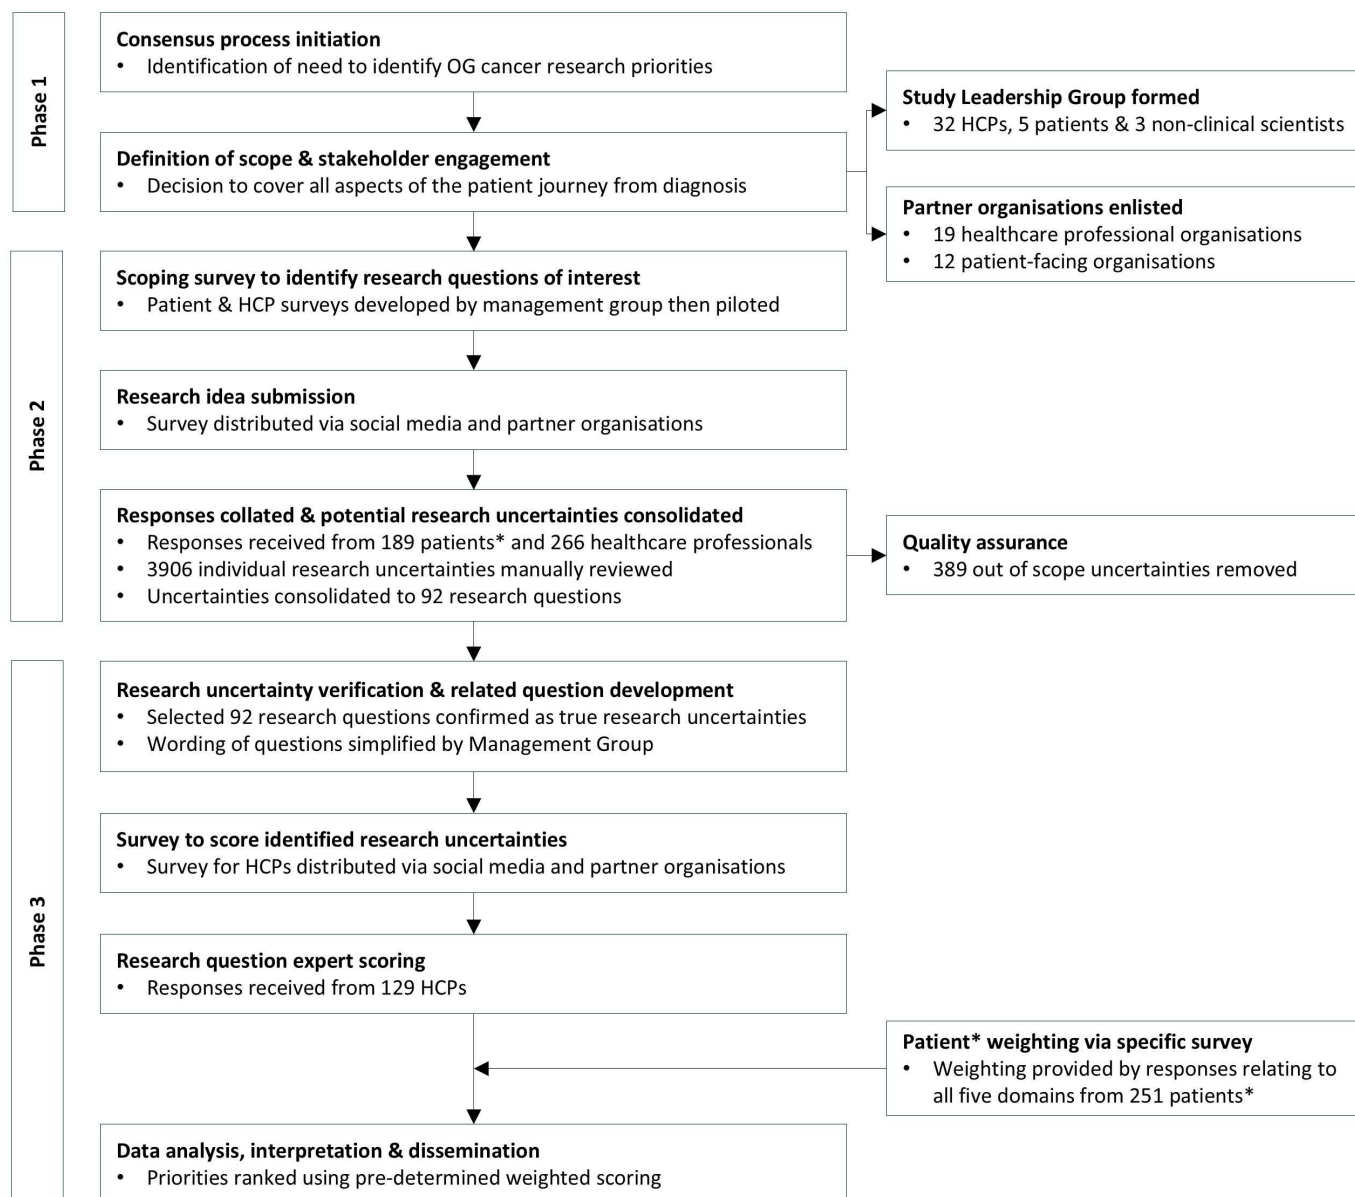 Phase 1
Consensus process initiation
• Identification of need to identify OG cancer research priorities
Definition of scope & stakeholder engagement
• Decision to cover all aspects of the patient journey from diagnosis
Study Leadership Group formed
• 32 HCPs, 5 patients & 3 non-clinical scientists
Partner organisations enlisted
• 19 healthcare professional organisations
• 12 patient-facing organisations
Phase 2
Scoping survey to identify research questions of interest
• Patient & HCP surveys developed by management group then piloted
Research idea submission
• Survey distributed via social media and partner organisations
Responses collated & potential research uncertainties consolidated
• Responses received from 189 patients* and 266 healthcare professionals
• 3906 individual research uncertainties manually reviewed
• Uncertainties consolidated to 92 research questions
Quality assurance
• 389 out of scope uncertainties removed
Phase 3
Research uncertainty verification & related question development
• Selected 92 research questions confirmed as true research uncertainties
• Wording of questions simplified by Management Group
Survey to score identified research uncertainties
• Survey for HCPs distributed via social media and partner organisations
Research question expert scoring
• Responses received from 129 HCPs
Patient* weighting via specific survey
• Weighting provided by responses relating to
all five domains from 251 patients*
Data analysis, interpretation & dissemination
• Priorities ranked using pre-determined weighted scoring